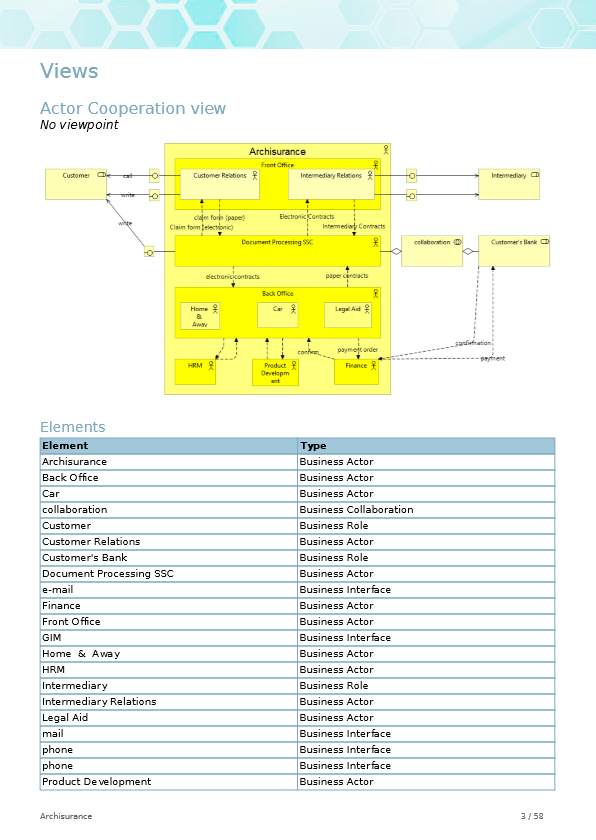 Views
Actor Cooperation view
No viewpoint
Archisurance
Front Office
Customer
call
Customer Relations
Intermediary Relations
Intermediary
write
write
claim form (paper)
Electronic Contracts
Claim form (electronic)
Intermediary Contracts
Document Processing SSC
collaboration
Customer's Bank
electronic contracts
paper contracts
Back Office
Home
&
Away
Car
Legal Aid
confirmation
confirm
payment order
payment
HRM
Product
Developm
ent
Finance
Elements
Element Type
Archisurance Business Actor
Back Office Business Actor
Car Business Actor
collaboration Business Collaboration
Customer Business Role
Customer Relations Business Actor
Customer's Bank Business Role
Document Processing SSC Business Actor
e-mail Business Interface
Finance Business Actor
Front Office Business Actor
GIM Business Interface
Home & Away Business Actor
HRM Business Actor
Intermediary Business Role
Intermediary Relations Business Actor
Legal Aid Business Actor
mail Business Interface
phone Business Interface
phone Business Interface
Product Development Business Actor
Archisurance 3 / 58